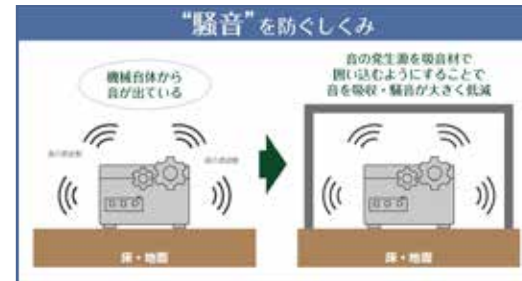 “騒音”を防ぐしくみ
機械自体から
音が出ている
音の発生源を吸音材で
囲い込むようにすることで
音を吸収・騒音が大きく低減
床・地面
床・地面